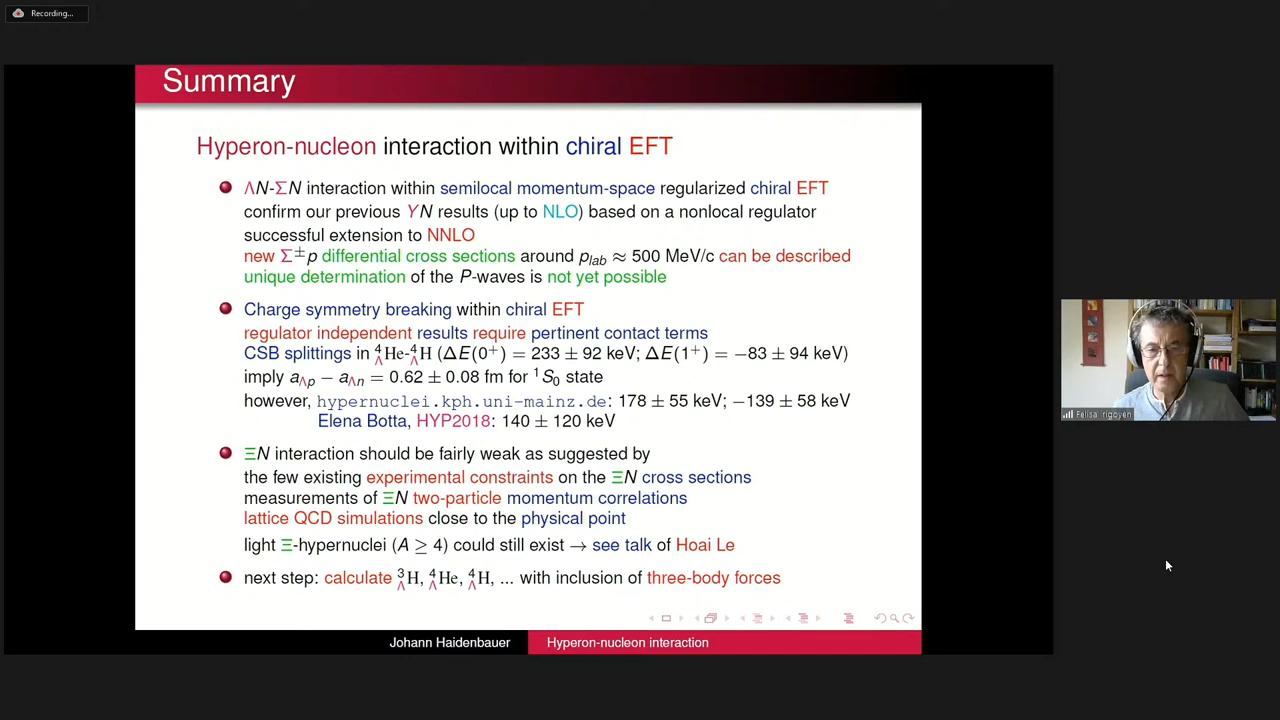 Recording...
Summary
Hyperon-nucleon interaction within chiral EFT
ΛN-ΣN interaction within semilocal momentum-space regularized chiral EFT
confirm our previous YN results (up to NLO) based on a nonlocal regulator
successful extension to NNLO
new Σ±p differential cross sections around p_lab ≈ 500 MeV/c can be described
unique determination of the P-waves is not yet possible
Charge symmetry breaking within chiral EFT
regulator independent results require pertinent contact terms
CSB splittings in ⁴_ΛHe-⁴_ΛH (ΔE(0⁺) = 233 ± 92 keV; ΔE(1⁺) = −83 ± 94 keV)
imply a_Λp − a_Λn = 0.62 ± 0.08 fm for ¹S₀ state
however, hypernuclei.kph.uni-mainz.de: 178 ± 55 keV; −139 ± 58 keV
Elena Botta, HYP2018: 140 ± 120 keV
ΞN interaction should be fairly weak as suggested by
the few existing experimental constraints on the ΞN cross sections
measurements of ΞN two-particle momentum correlations
lattice QCD simulations close to the physical point
light Ξ-hypernuclei (A ≥ 4) could still exist → see talk of Hoai Le
next step: calculate ³_ΛH, ⁴_ΛHe, ⁴_ΛH, ... with inclusion of three-body forces
Johann Haidenbauer Hyperon-nucleon interaction
Felisa Irigoyen